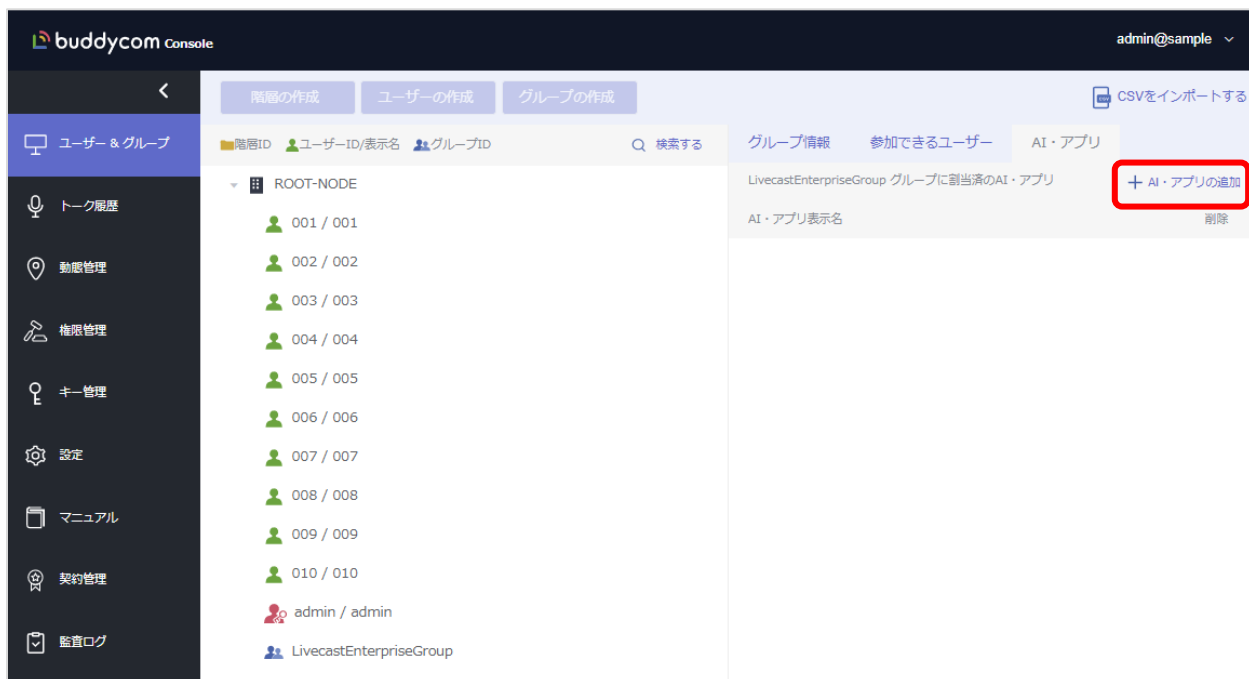 buddycom Console
admin@sample
階層の作成 ユーザーの作成 グループの作成
CSVをインポートする
ユーザー & グループ
トーク履歴
動態管理
権限管理
キー管理
設定
マニュアル
契約管理
監査ログ
階層ID ユーザーID/表示名 グループID 検索する
ROOT-NODE
001 / 001
002 / 002
003 / 003
004 / 004
005 / 005
006 / 006
007 / 007
008 / 008
009 / 009
010 / 010
admin / admin
LivecastEnterpriseGroup
グループ情報 参加できるユーザー AI・アプリ
LivecastEnterpriseGroup グループに割当済のAI・アプリ
+ AI・アプリの追加
AI・アプリ表示名 削除